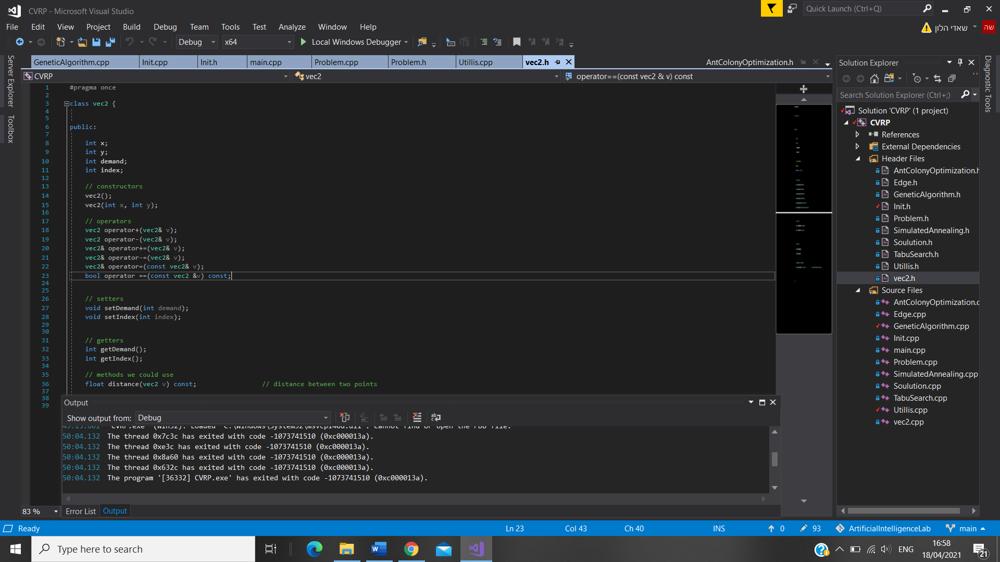 CVRP - Microsoft Visual Studio
Quick Launch (Ctrl+Q)
File Edit View Project Build Debug Team Tools Test Analyze Window Help
שאדי הלון
שה
Debug x64 Local Windows Debugger
Server Explorer
Toolbox
GeneticAlgorithm.cpp Init.cpp Init.h main.cpp Problem.cpp Problem.h Utillis.cpp vec2.h AntColonyOptimization.h
CVRP vec2 operator==(const vec2 & v) const
1 #pragma once
2
3 class vec2 {
4
5
6 public:
7
8 int x;
9 int y;
10 int demand;
11 int index;
12
13 // constructors
14 vec2();
15 vec2(int x, int y);
16
17 // operators
18 vec2 operator+(vec2& v);
19 vec2 operator-(vec2& v);
20 vec2& operator+=(vec2& v);
21 vec2& operator-=(vec2& v);
22 vec2& operator=(const vec2& v);
23 bool operator ==(const vec2 &v) const;
24
25
26 // setters
27 void setDemand(int demand);
28 void setIndex(int index);
29
30
31 // getters
32 int getDemand();
33 int getIndex();
34
35 // methods we could use
36 float distance(vec2 v) const; // distance between two points
37
38
39
Output
Show output from: Debug
49:15.661 'CVRP.exe' (Win32): Loaded 'C:\Windows\System32\msvcp140d.dll'. Cannot find or open the PDB file.
50:04.132 The thread 0x7c3c has exited with code -1073741510 (0xc000013a).
50:04.132 The thread 0xe3c has exited with code -1073741510 (0xc000013a).
50:04.132 The thread 0x8a60 has exited with code -1073741510 (0xc000013a).
50:04.132 The thread 0x632c has exited with code -1073741510 (0xc000013a).
50:04.132 The program '[36332] CVRP.exe' has exited with code -1073741510 (0xc000013a).
83 %
Error List Output
Solution Explorer
Search Solution Explorer (Ctrl+;)
Solution 'CVRP' (1 project)
CVRP
References
External Dependencies
Header Files
AntColonyOptimization.h
Edge.h
GeneticAlgorithm.h
Init.h
Problem.h
SimulatedAnnealing.h
Soulution.h
TabuSearch.h
Utillis.h
vec2.h
Source Files
AntColonyOptimization.c
Edge.cpp
GeneticAlgorithm.cpp
Init.cpp
main.cpp
Problem.cpp
SimulatedAnnealing.cpp
Soulution.cpp
TabuSearch.cpp
Utillis.cpp
vec2.cpp
Diagnostic Tools
Ready Ln 23 Col 43 Ch 40 INS 0 93 ArtificialIntelligenceLab main
Type here to search
ENG
16:58
18/04/2021
21